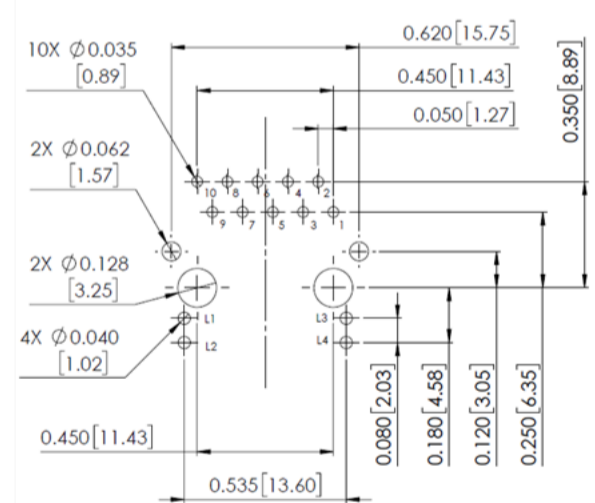 0.620[15.75]
10X Ø0.035
[0.89]
0.450[11.43]
0.050[1.27]
0.350[8.89]
2X Ø0.062
[1.57]
10 8 6 4 2
9 7 5 3 1
2X Ø0.128
[3.25]
L1 L3
4X Ø0.040
[1.02]
L2 L4
0.080[2.03]
0.180[4.58]
0.120[3.05]
0.250[6.35]
0.450[11.43]
0.535[13.60]